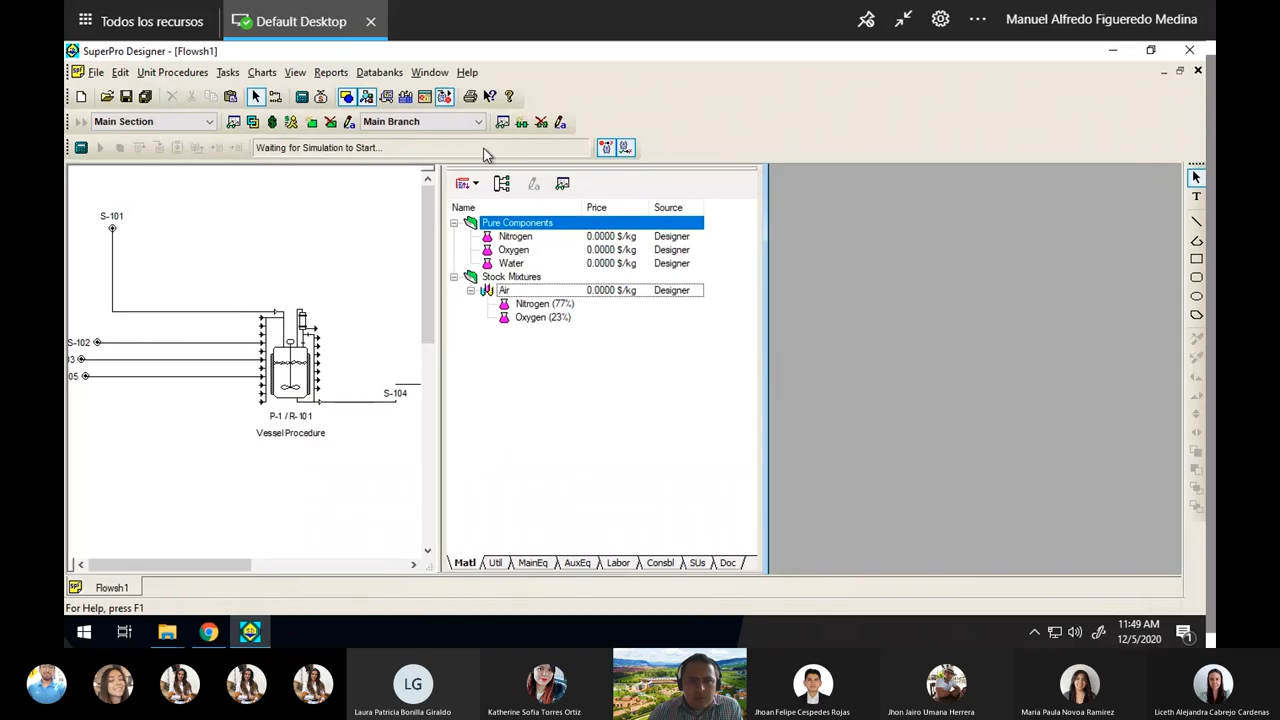 Todos los recursos
Default Desktop
Manuel Alfredo Figueredo Medina
SuperPro Designer - [Flowsh1]
File Edit Unit Procedures Tasks Charts View Reports Databanks Window Help
Main Section
Main Branch
Waiting for Simulation to Start...
S-101
S-102
I3
05
P-1 / R-101
Vessel Procedure
S-104
Name Price Source
Pure Components
Nitrogen 0.0000 $/kg Designer
Oxygen 0.0000 $/kg Designer
Water 0.0000 $/kg Designer
Stock Mixtures
Air 0.0000 $/kg Designer
Nitrogen (77%)
Oxygen (23%)
Matl Util MainEq AuxEq Labor Consbl SUs Doc
Flowsh1
For Help, press F1
11:49 AM
12/5/2020
LG
Laura Patricia Bonilla Giraldo
Katherine Sofia Torres Ortiz
Jhoan Felipe Cespedes Rojas
Jhon Jairo Umana Herrera
Maria Paula Novoa Ramirez
Liceth Alejandra Cabrejo Cardenas